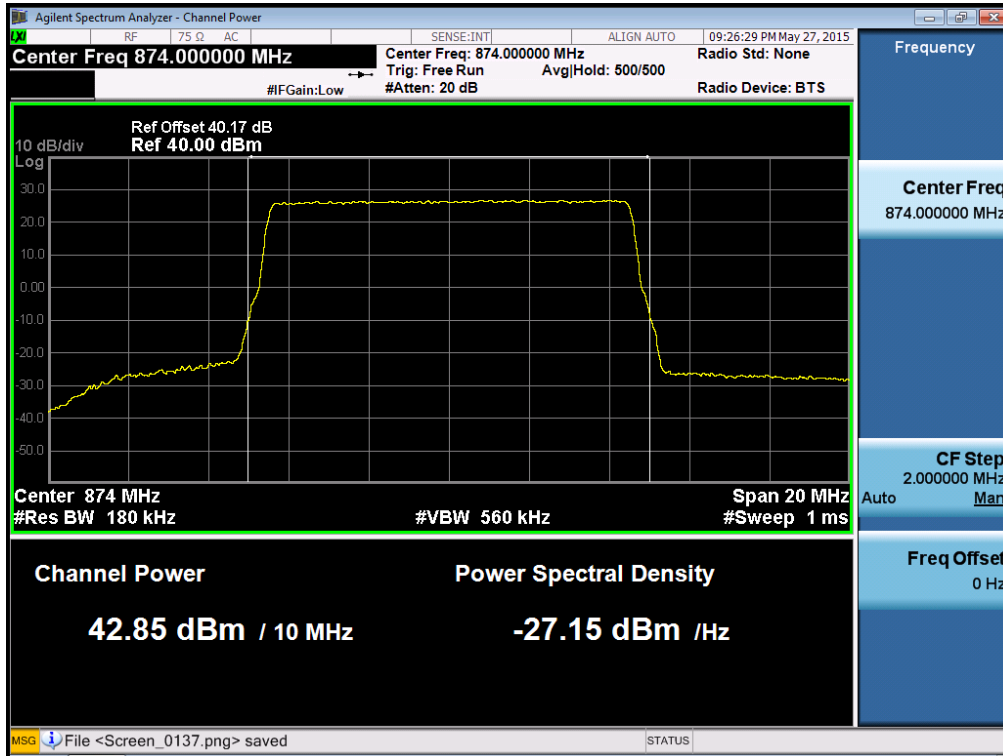 Agilent Spectrum Analyzer - Channel Power
LXI RF 75 Ω AC SENSE:INT ALIGN AUTO 09:26:29 PM May 27, 2015
Center Freq 874.000000 MHz
#IFGain:Low
Center Freq: 874.000000 MHz
Trig: Free Run Avg|Hold: 500/500
#Atten: 20 dB
Radio Std: None
Radio Device: BTS
Frequency
Ref Offset 40.17 dB
10 dB/div Ref 40.00 dBm
Log
30.0
20.0
10.0
0.00
-10.0
-20.0
-30.0
-40.0
-50.0
Center 874 MHz Span 20 MHz
#Res BW 180 kHz #VBW 560 kHz #Sweep 1 ms
Center Freq
874.000000 MHz
CF Step
2.000000 MHz
Auto Man
Freq Offset
0 Hz
Channel Power Power Spectral Density
42.85 dBm / 10 MHz -27.15 dBm /Hz
MSG File <Screen_0137.png> saved STATUS